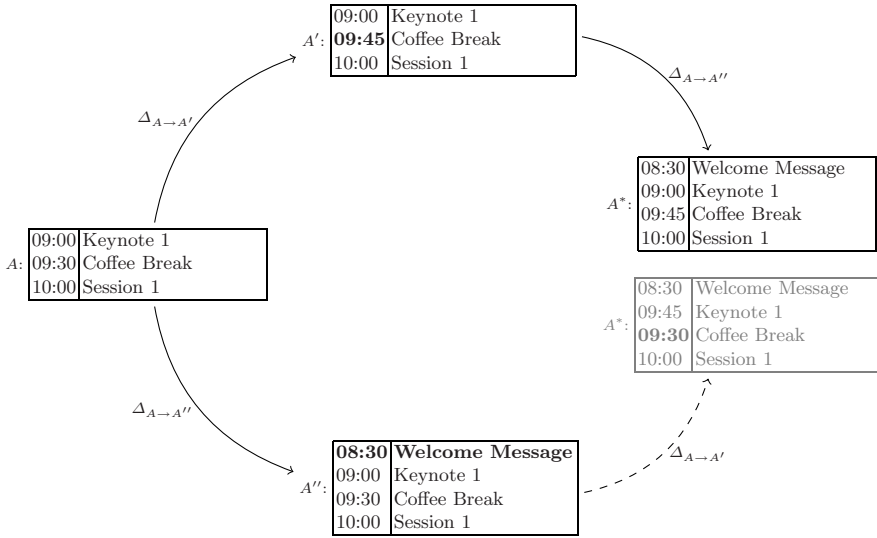 A′:
09:00 Keynote 1
09:45 Coffee Break
10:00 Session 1
Δ_{A→A′}
Δ_{A→A″}
A*:
08:30 Welcome Message
09:00 Keynote 1
09:45 Coffee Break
10:00 Session 1
A:
09:00 Keynote 1
09:30 Coffee Break
10:00 Session 1
A*:
08:30 Welcome Message
09:45 Keynote 1
09:30 Coffee Break
10:00 Session 1
Δ_{A→A″}
Δ_{A→A′}
A″:
08:30 Welcome Message
09:00 Keynote 1
09:30 Coffee Break
10:00 Session 1